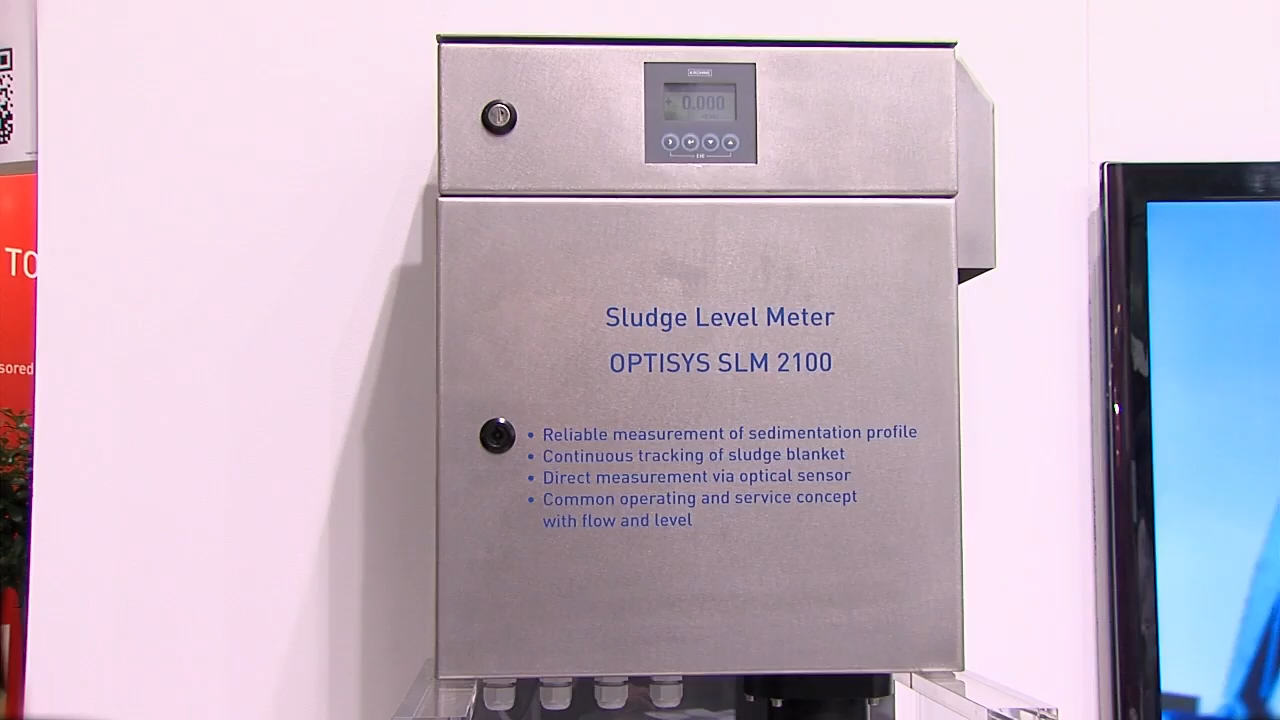 KROHNE
+ 0.000
TO
Sludge Level Meter
OPTISYS SLM 2100
sored
• Reliable measurement of sedimentation profile
• Continuous tracking of sludge blanket
• Direct measurement via optical sensor
• Common operating and service concept
with flow and level